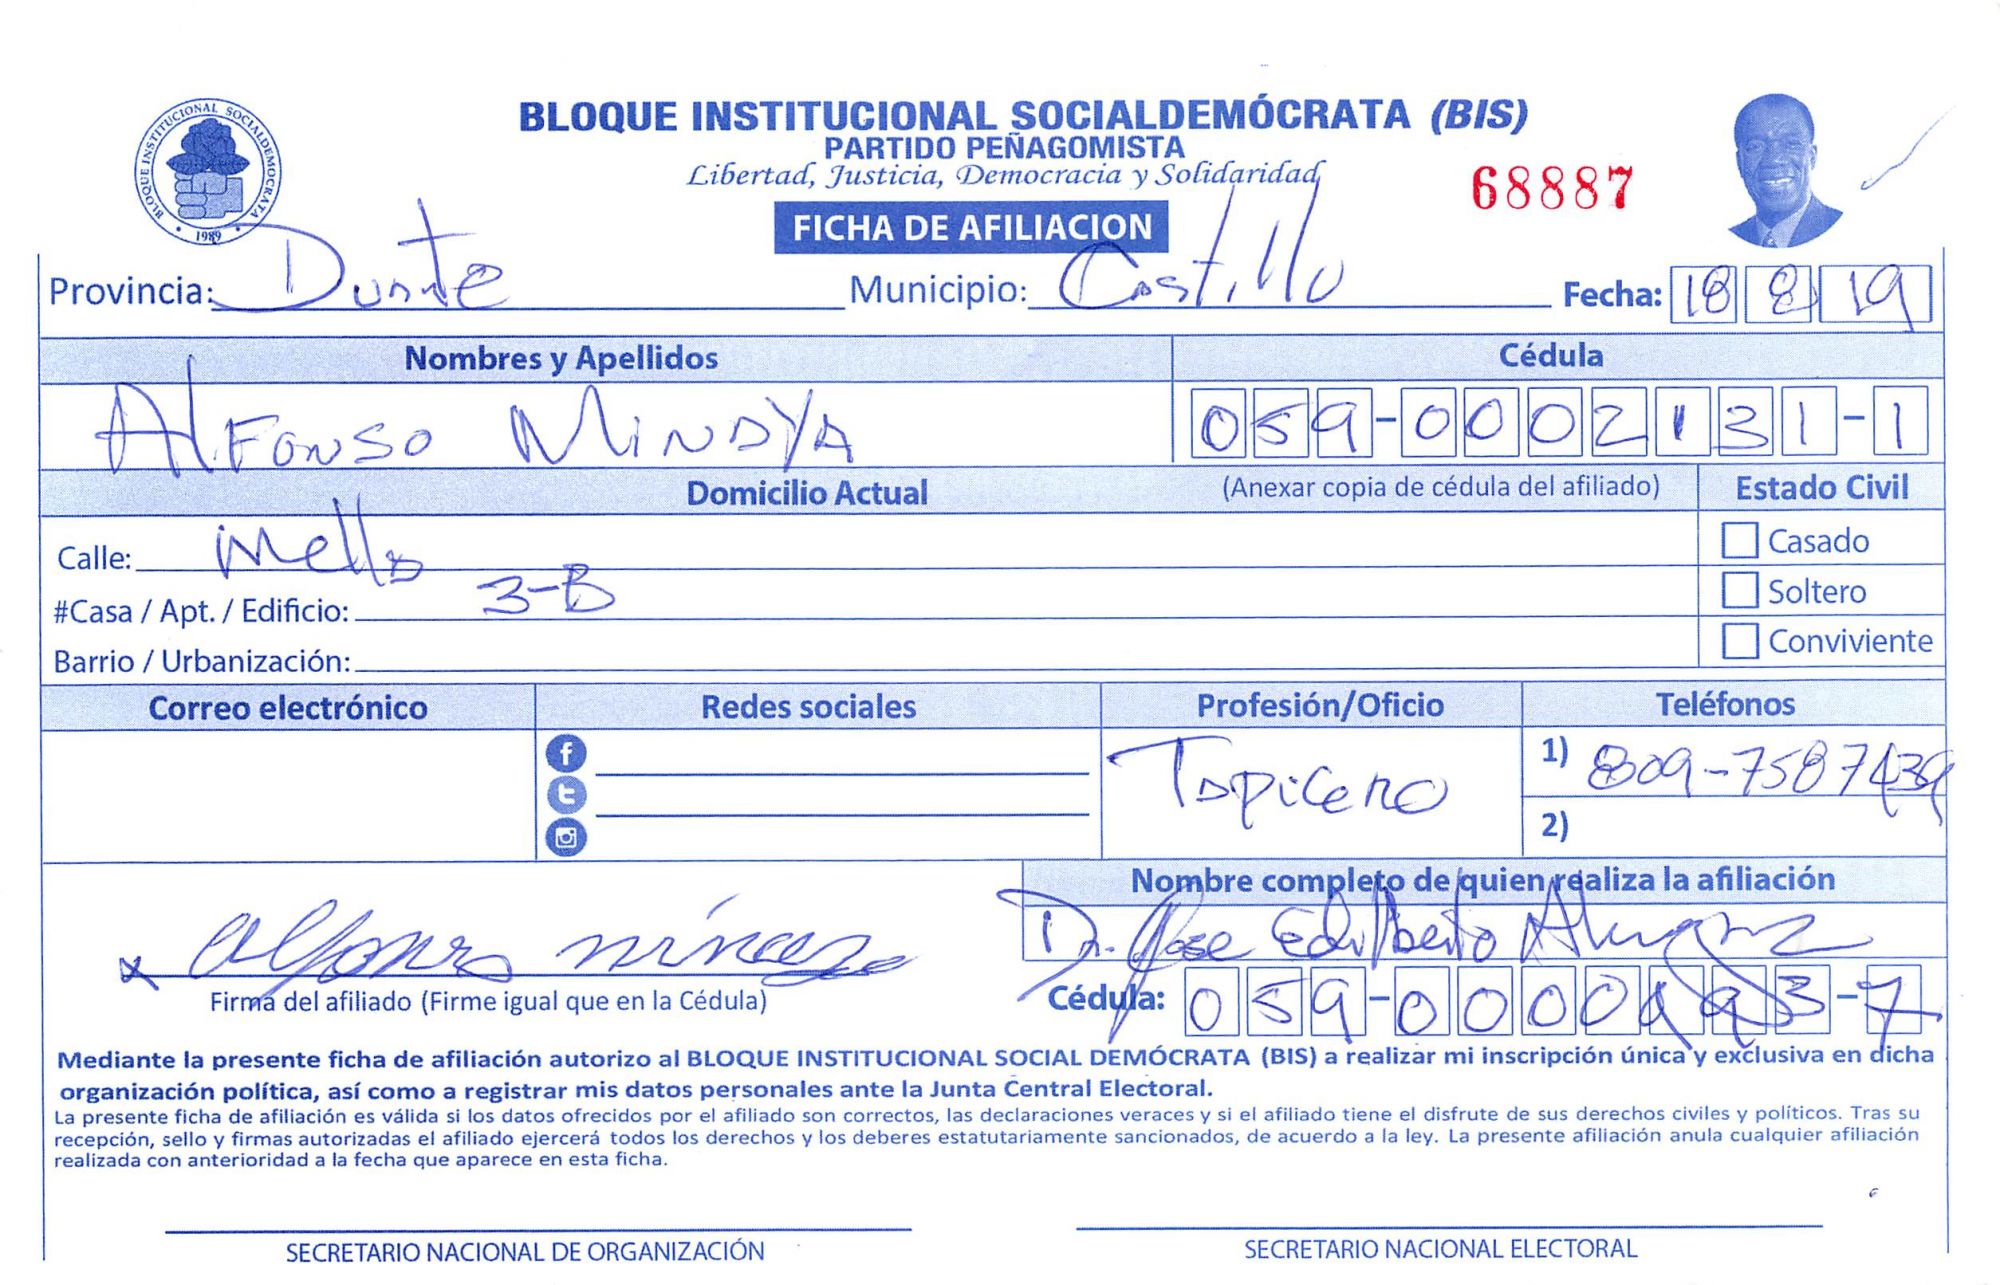 BLOQUE INSTITUCIONAL SOCIALDEMÓCRATA (BIS)
PARTIDO PEÑAGOMISTA
Libertad, Justicia, Democracia y Solidaridad
BLOQUE INSTITUCIONAL SOCIALDEMOCRATA
1989
68887
FICHA DE AFILIACION
Provincia: Duarte Municipio: Castillo Fecha: 18 8 19
Nombres y Apellidos Cédula
Alfonso Minaya 059-0002131-1
Domicilio Actual (Anexar copia de cédula del afiliado) Estado Civil
Calle: Mella Casado
#Casa / Apt. / Edificio: 3-B Soltero
Barrio / Urbanización: Conviviente
Correo electrónico Redes sociales Profesión/Oficio Teléfonos
Tapicero 1) 809-7587439
2)
Nombre completo de quien realiza la afiliación
Dr. Jose Edilberto
x Alfonso
Firma del afiliado (Firme igual que en la Cédula) Cédula:
Mediante la presente ficha de afiliación autorizo al BLOQUE INSTITUCIONAL SOCIAL DEMÓCRATA (BIS) a realizar mi inscripción única y exclusiva en dicha
organización política, así como a registrar mis datos personales ante la Junta Central Electoral.
La presente ficha de afiliación es válida si los datos ofrecidos por el afiliado son correctos, las declaraciones veraces y si el afiliado tiene el disfrute de sus derechos civiles y políticos. Tras su
recepción, sello y firmas autorizadas el afiliado ejercerá todos los derechos y los deberes estatutariamente sancionados, de acuerdo a la ley. La presente afiliación anula cualquier afiliación
realizada con anterioridad a la fecha que aparece en esta ficha.
SECRETARIO NACIONAL DE ORGANIZACIÓN SECRETARIO NACIONAL ELECTORAL